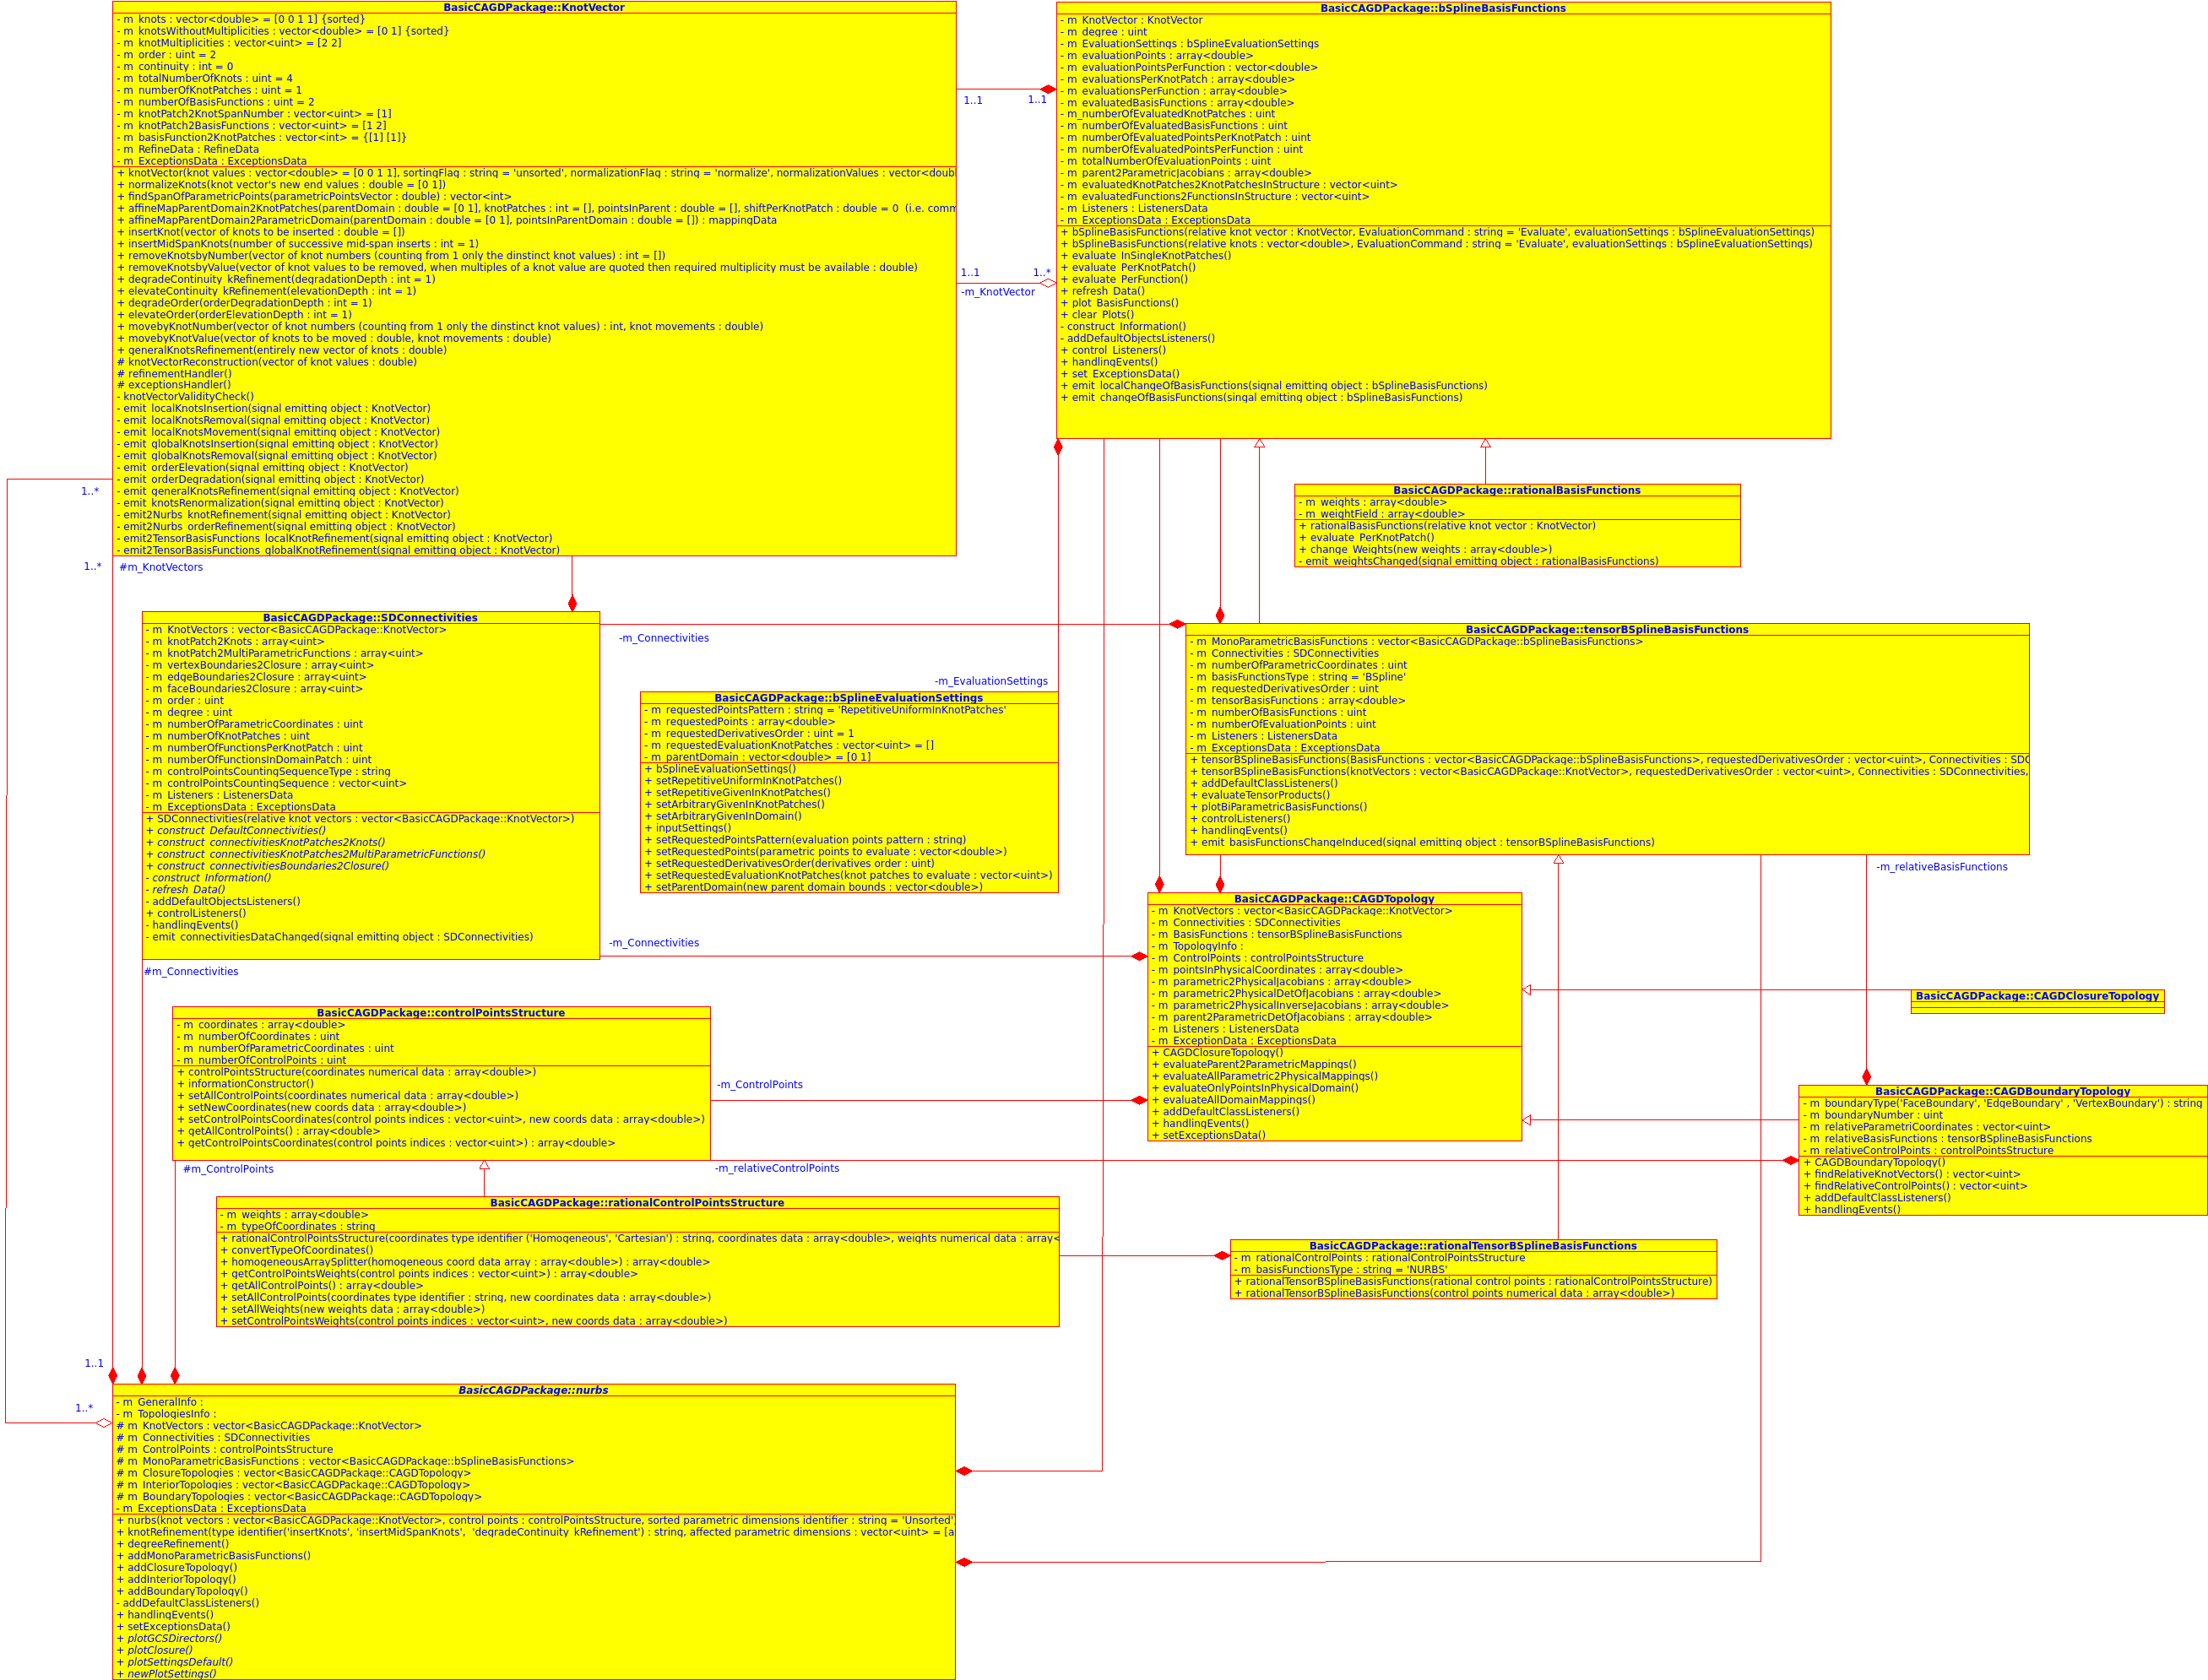 BasicCAGDPackage::KnotVector
- m_knots : vector<double> = [0 0 1 1] {sorted}
- m_knotsWithoutMultiplicities : vector<double> = [0 1] {sorted}
- m_knotMultiplicities : vector<uint> = [2 2]
- m_order : uint = 2
- m_continuity : int = 0
- m_totalNumberOfKnots : uint = 4
- m_numberOfKnotPatches : uint = 1
- m_numberOfBasisFunctions : uint = 2
- m_knotPatch2KnotSpanNumber : vector<uint> = [1]
- m_knotPatch2BasisFunctions : vector<uint> = [1 2]
- m_basisFunction2KnotPatches : vector<int> = {[1] [1]}
- m_RefineData : RefineData
- m_ExceptionsData : ExceptionsData
+ knotVector(knot values : vector<double> = [0 0 1 1], sortingFlag : string = 'unsorted', normalizationFlag : string = 'normalize', normalizationValues : vector<doubl
+ normalizeKnots(knot vector's new end values : double = [0 1])
+ findSpanOfParametricPoints(parametricPointsVector : double) : vector<int>
+ affineMapParentDomain2KnotPatches(parentDomain : double = [0 1], knotPatches : int = [], pointsInParent : double = [], shiftPerKnotPatch : double = 0  (i.e. comm
+ affineMapParentDomain2ParametricDomain(parentDomain : double = [0 1], pointsInParentDomain : double = []) : mappingData
+ insertKnot(vector of knots to be inserted : double = [])
+ insertMidSpanKnots(number of successive mid-span inserts : int = 1)
+ removeKnotsbyNumber(vector of knot numbers (counting from 1 only the dinstinct knot values) : int = [])
+ removeKnotsbyValue(vector of knot values to be removed, when multiples of a knot value are quoted then required multiplicity must be available : double)
+ degradeContinuity_kRefinement(degradationDepth : int = 1)
+ elevateContinuity_kRefinement(elevationDepth : int = 1)
+ degradeOrder(orderDegradationDepth : int = 1)
+ elevateOrder(orderElevationDepth : int = 1)
+ movebyKnotNumber(vector of knot numbers (counting from 1 only the dinstinct knot values) : int, knot movements : double)
+ movebyKnotValue(vector of knots to be moved : double, knot movements : double)
+ generalKnotsRefinement(entirely new vector of knots : double)
# knotVectorReconstruction(vector of knot values : double)
# refinementHandler()
# exceptionsHandler()
- knotVectorValidityCheck()
- emit_localKnotsInsertion(signal emitting object : KnotVector)
- emit_localKnotsRemoval(signal emitting object : KnotVector)
- emit_localKnotsMovement(signal emitting object : KnotVector)
- emit_globalKnotsInsertion(signal emitting object : KnotVector)
- emit_globalKnotsRemoval(signal emitting object : KnotVector)
- emit_orderElevation(signal emitting object : KnotVector)
- emit_orderDegradation(signal emitting object : KnotVector)
- emit_generalKnotsRefinement(signal emitting object : KnotVector)
- emit_knotsRenormalization(signal emitting object : KnotVector)
- emit2Nurbs_knotRefinement(signal emitting object : KnotVector)
- emit2Nurbs_orderRefinement(signal emitting object : KnotVector)
- emit2TensorBasisFunctions_localKnotRefinement(signal emitting object : KnotVector)
- emit2TensorBasisFunctions_globalKnotRefinement(signal emitting object : KnotVector)
1..1
1..1
1..1
1..*
-m_KnotVector
BasicCAGDPackage::bSplineBasisFunctions
- m_KnotVector : KnotVector
- m_degree : uint
- m_EvaluationSettings : bSplineEvaluationSettings
- m_evaluationPoints : array<double>
- m_evaluationPointsPerFunction : vector<double>
- m_evaluationsPerKnotPatch : array<double>
- m_evaluationsPerFunction : array<double>
- m_evaluatedBasisFunctions : array<double>
- m_numberOfEvaluatedKnotPatches : uint
- m_numberOfEvaluatedBasisFunctions : uint
- m_numberOfEvaluatedPointsPerKnotPatch : uint
- m_numberOfEvaluatedPointsPerFunction : uint
- m_totalNumberOfEvaluationPoints : uint
- m_parent2ParametricJacobians : array<double>
- m_evaluatedKnotPatches2KnotPatchesInStructure : vector<uint>
- m_evaluatedFunctions2FunctionsInStructure : vector<uint>
- m_Listeners : ListenersData
- m_ExceptionsData : ExceptionsData
+ bSplineBasisFunctions(relative knot vector : KnotVector, EvaluationCommand : string = 'Evaluate', evaluationSettings : bSplineEvaluationSettings)
+ bSplineBasisFunctions(relative knots : vector<double>, EvaluationCommand : string = 'Evaluate', evaluationSettings : bSplineEvaluationSettings)
+ evaluate_InSingleKnotPatches()
+ evaluate_PerKnotPatch()
+ evaluate_PerFunction()
+ refresh_Data()
+ plot_BasisFunctions()
+ clear_Plots()
- construct_Information()
- addDefaultObjectsListeners()
+ control_Listeners()
+ handlingEvents()
+ set_ExceptionsData()
+ emit_localChangeOfBasisFunctions(signal emitting object : bSplineBasisFunctions)
+ emit_changeOfBasisFunctions(singal emitting object : bSplineBasisFunctions)
BasicCAGDPackage::rationalBasisFunctions
- m_weights : array<double>
- m_weightField : array<double>
+ rationalBasisFunctions(relative knot vector : KnotVector)
+ evaluate_PerKnotPatch()
+ change_Weights(new weights : array<double>)
- emit_weightsChanged(signal emitting object : rationalBasisFunctions)
1..*
1..*
#m_KnotVectors
BasicCAGDPackage::SDConnectivities
- m_KnotVectors : vector<BasicCAGDPackage::KnotVector>
- m_knotPatch2Knots : array<uint>
- m_knotPatch2MultiParametricFunctions : array<uint>
- m_vertexBoundaries2Closure : array<uint>
- m_edgeBoundaries2Closure : array<uint>
- m_faceBoundaries2Closure : array<uint>
- m_order : uint
- m_degree : uint
- m_numberOfParametricCoordinates : uint
- m_numberOfKnotPatches : uint
- m_numberOfFunctionsPerKnotPatch : uint
- m_numberOfFunctionsInDomainPatch : uint
- m_controlPointsCountingSequenceType : string
- m_controlPointsCountingSequence : vector<uint>
- m_Listeners : ListenersData
- m_ExceptionsData : ExceptionsData
+ SDConnectivities(relative knot vectors : vector<BasicCAGDPackage::KnotVector>)
+ construct_DefaultConnectivities()
+ construct_connectivitiesKnotPatches2Knots()
+ construct_connectivitiesKnotPatches2MultiParametricFunctions()
+ construct_connectivitiesBoundaries2Closure()
- construct_Information()
- refresh_Data()
- addDefaultObjectsListeners()
+ controlListeners()
- handlingEvents()
- emit_connectivitiesDataChanged(signal emitting object : SDConnectivities)
-m_Connectivities
-m_EvaluationSettings
BasicCAGDPackage::bSplineEvaluationSettings
- m_requestedPointsPattern : string = 'RepetitiveUniformInKnotPatches'
- m_requestedPoints : array<double>
- m_requestedDerivativesOrder : uint = 1
- m_requestedEvaluationKnotPatches : vector<uint> = []
- m_parentDomain : vector<double> = [0 1]
+ bSplineEvaluationSettings()
+ setRepetitiveUniformInKnotPatches()
+ setRepetitiveGivenInKnotPatches()
+ setArbitraryGivenInKnotPatches()
+ setArbitraryGivenInDomain()
+ inputSettings()
+ setRequestedPointsPattern(evaluation points pattern : string)
+ setRequestedPoints(parametric points to evaluate : vector<double>)
+ setRequestedDerivativesOrder(derivatives order : uint)
+ setRequestedEvaluationKnotPatches(knot patches to evaluate : vector<uint>)
+ setParentDomain(new parent domain bounds : vector<double>)
BasicCAGDPackage::tensorBSplineBasisFunctions
- m_MonoParametricBasisFunctions : vector<BasicCAGDPackage::bSplineBasisFunctions>
- m_Connectivities : SDConnectivities
- m_numberOfParametricCoordinates : uint
- m_basisFunctionsType : string = 'BSpline'
- m_requestedDerivativesOrder : uint
- m_tensorBasisFunctions : array<double>
- m_numberOfBasisFunctions : uint
- m_numberOfEvaluationPoints : uint
- m_Listeners : ListenersData
- m_ExceptionsData : ExceptionsData
+ tensorBSplineBasisFunctions(BasisFunctions : vector<BasicCAGDPackage::bSplineBasisFunctions>, requestedDerivativesOrder : vector<uint>, Connectivities : SDC
+ tensorBSplineBasisFunctions(knotVectors : vector<BasicCAGDPackage::KnotVector>, requestedDerivativesOrder : vector<uint>, Connectivities : SDConnectivities,
+ addDefaultClassListeners()
+ evaluateTensorProducts()
+ plotBiParametricBasisFunctions()
+ controlListeners()
+ handlingEvents()
+ emit_basisFunctionsChangeInduced(signal emitting object : tensorBSplineBasisFunctions)
-m_relativeBasisFunctions
-m_Connectivities
#m_Connectivities
BasicCAGDPackage::CAGDTopology
- m_KnotVectors : vector<BasicCAGDPackage::KnotVector>
- m_Connectivities : SDConnectivities
- m_BasisFunctions : tensorBSplineBasisFunctions
- m_TopologyInfo :
- m_ControlPoints : controlPointsStructure
- m_pointsInPhysicalCoordinates : array<double>
- m_parametric2PhysicalJacobians : array<double>
- m_parametric2PhysicalDetOfJacobians : array<double>
- m_parametric2PhysicalInverseJacobians : array<double>
- m_parent2ParametricDetOfJacobians : array<double>
- m_Listeners : ListenersData
- m_ExceptionData : ExceptionsData
+ CAGDClosureTopology()
+ evaluateParent2ParametricMappings()
+ evaluateAllParametric2PhysicalMappings()
+ evaluateOnlyPointsInPhysicalDomain()
+ evaluateAllDomainMappings()
+ addDefaultClassListeners()
+ handlingEvents()
+ setExceptionsData()
BasicCAGDPackage::CAGDClosureTopology
BasicCAGDPackage::controlPointsStructure
- m_coordinates : array<double>
- m_numberOfCoordinates : uint
- m_numberOfParametricCoordinates : uint
- m_numberOfControlPoints : uint
+ controlPointsStructure(coordinates numerical data : array<double>)
+ informationConstructor()
+ setAllControlPoints(coordinates numerical data : array<double>)
+ setNewCoordinates(new coords data : array<double>)
+ setControlPointsCoordinates(control points indices : vector<uint>, new coords data : array<double>)
+ getAllControlPoints() : array<double>
+ getControlPointsCoordinates(control points indices : vector<uint>) : array<double>
-m_ControlPoints
#m_ControlPoints
-m_relativeControlPoints
BasicCAGDPackage::CAGDBoundaryTopology
- m_boundaryType('FaceBoundary', 'EdgeBoundary' , 'VertexBoundary') : string
- m_boundaryNumber : uint
- m_relativeParametriCoordinates : vector<uint>
- m_relativeBasisFunctions : tensorBSplineBasisFunctions
- m_relativeControlPoints : controlPointsStructure
+ CAGDBoundaryTopology()
+ findRelativeKnotVectors() : vector<uint>
+ findRelativeControlPoints() : vector<uint>
+ addDefaultClassListeners()
+ handlingEvents()
BasicCAGDPackage::rationalControlPointsStructure
- m_weights : array<double>
- m_typeOfCoordinates : string
+ rationalControlPointsStructure(coordinates type identifier ('Homogeneous', 'Cartesian') : string, coordinates data : array<double>, weights numerical data : array<
+ convertTypeOfCoordinates()
+ homogeneousArraySplitter(homogeneous coord data array : array<double>) : array<double>
+ getControlPointsWeights(control points indices : vector<uint>) : array<double>
+ getAllControlPoints() : array<double>
+ setAllControlPoints(coordinates type identifier : string, new coordinates data : array<double>)
+ setAllWeights(new weights data : array<double>)
+ setControlPointsWeights(control points indices : vector<uint>, new coords data : array<double>)
BasicCAGDPackage::rationalTensorBSplineBasisFunctions
- m_rationalControlPoints : rationalControlPointsStructure
- m_basisFunctionsType : string = 'NURBS'
+ rationalTensorBSplineBasisFunctions(rational control points : rationalControlPointsStructure)
+ rationalTensorBSplineBasisFunctions(control points numerical data : array<double>)
1..1
1..*
BasicCAGDPackage::nurbs
- m_GeneralInfo :
- m_TopologiesInfo :
# m_KnotVectors : vector<BasicCAGDPackage::KnotVector>
# m_Connectivities : SDConnectivities
# m_ControlPoints : controlPointsStructure
# m_MonoParametricBasisFunctions : vector<BasicCAGDPackage::bSplineBasisFunctions>
# m_ClosureTopologies : vector<BasicCAGDPackage::CAGDTopology>
# m_InteriorTopologies : vector<BasicCAGDPackage::CAGDTopology>
# m_BoundaryTopologies : vector<BasicCAGDPackage::CAGDTopology>
- m_ExceptionsData : ExceptionsData
+ nurbs(knot vectors : vector<BasicCAGDPackage::KnotVector>, control points : controlPointsStructure, sorted parametric dimensions identifier : string = 'Unsorted',
+ knotRefinement(type identifier('insertKnots', 'insertMidSpanKnots',  'degradeContinuity_kRefinement') : string, affected parametric dimensions : vector<uint> = [a
+ degreeRefinement()
+ addMonoParametricBasisFunctions()
+ addClosureTopology()
+ addInteriorTopology()
+ addBoundaryTopology()
- addDefaultClassListeners()
+ handlingEvents()
+ setExceptionsData()
+ plotGCSDirectors()
+ plotClosure()
+ plotSettingsDefault()
+ newPlotSettings()